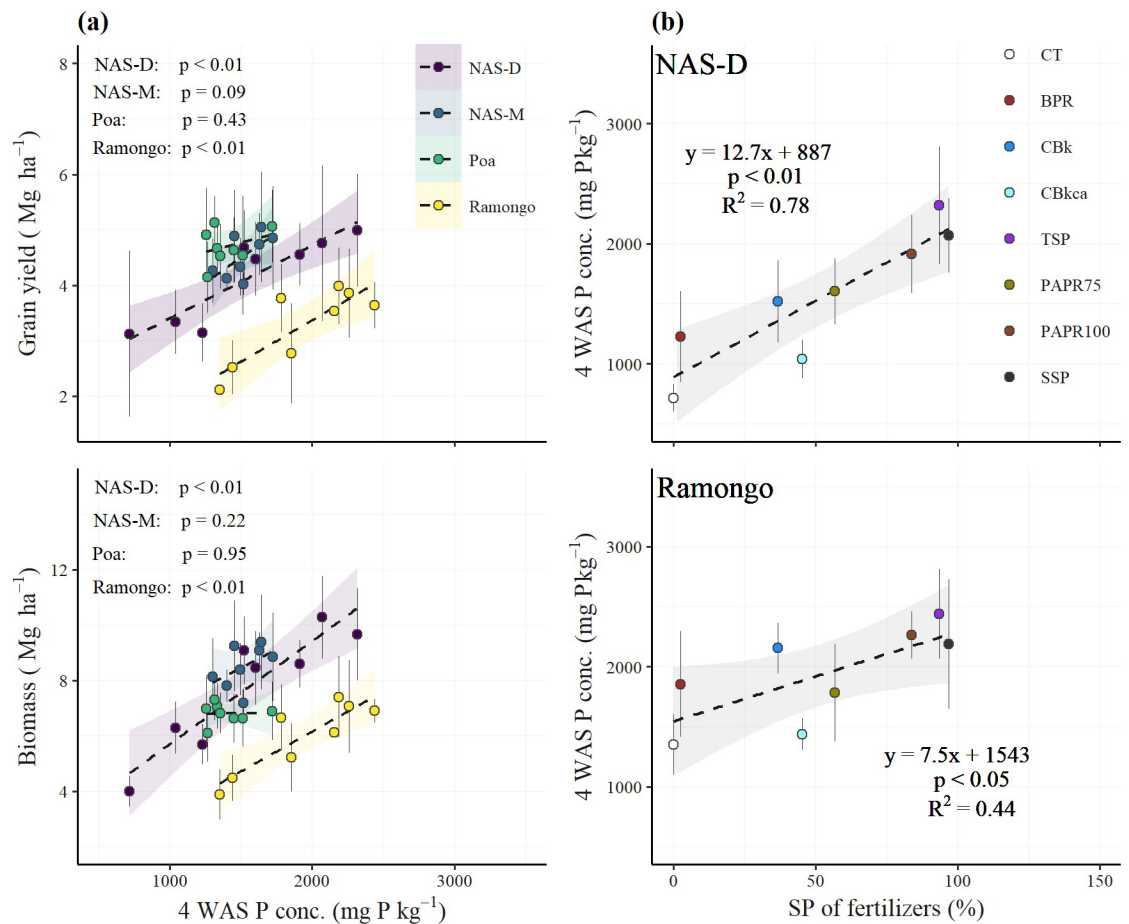 (a)
NAS-D: p < 0.01
NAS-M: p = 0.09
Poa: p = 0.43
Ramongo: p < 0.01
NAS-D
NAS-M
Poa
Ramongo
8
6
4
2
Grain yield ( Mg ha⁻¹)
NAS-D: p < 0.01
NAS-M: p = 0.22
Poa: p = 0.95
Ramongo: p < 0.01
12
8
4
Biomass ( Mg ha⁻¹)
1000 2000 3000
4 WAS P conc. (mg P kg⁻¹)
(b)
NAS-D
y = 12.7x + 887
p < 0.01
R² = 0.78
CT
BPR
CBk
CBkca
TSP
PAPR75
PAPR100
SSP
3000
2000
1000
4 WAS P conc. (mg Pkg⁻¹)
Ramongo
y = 7.5x + 1543
p < 0.05
R² = 0.44
3000
2000
1000
4 WAS P conc. (mg Pkg⁻¹)
0 50 100 150
SP of fertilizers (%)